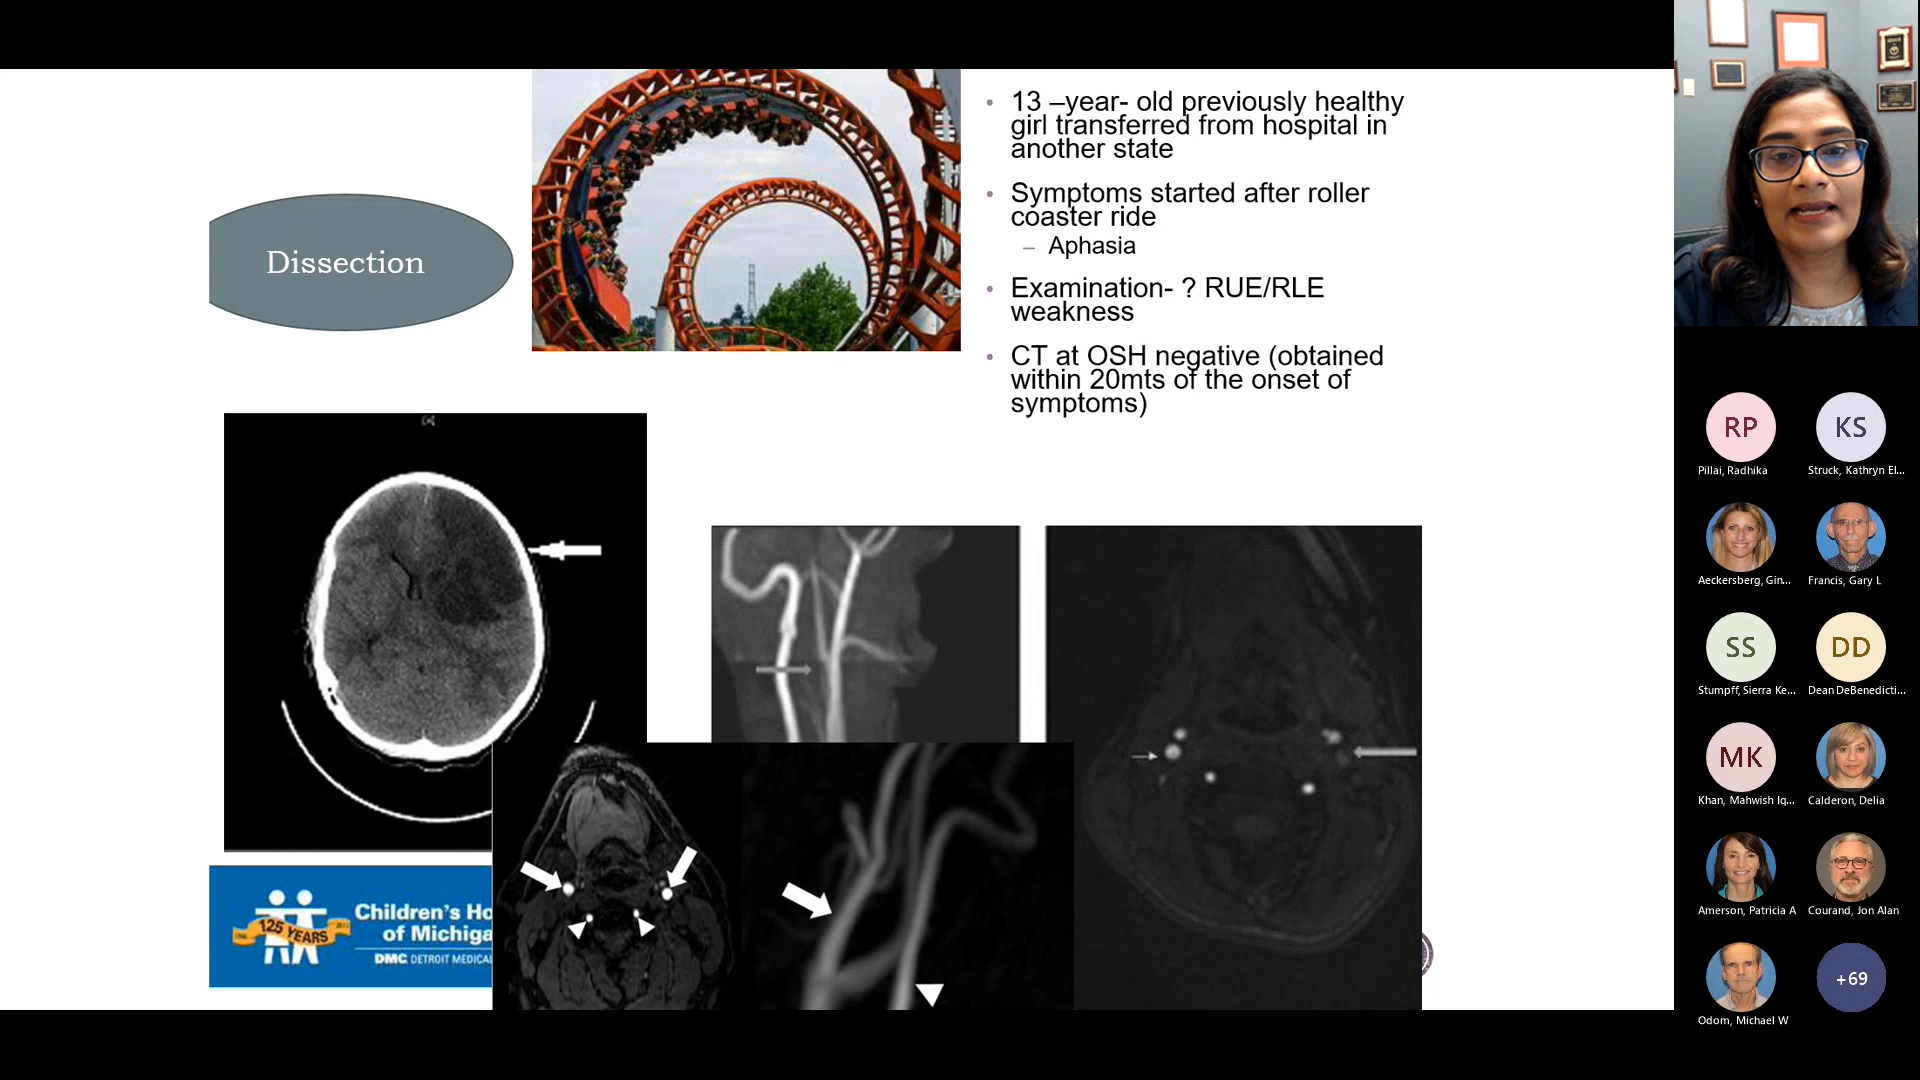 Dissection
• 13 –year- old previously healthy
girl transferred from hospital in
another state
• Symptoms started after roller
coaster ride
– Aphasia
• Examination- ? RUE/RLE
weakness
• CT at OSH negative (obtained
within 20mts of the onset of
symptoms)
125 YEARS
Children's Ho
of Michiga
DMC DETROIT MEDICAL
RP
Pillai, Radhika
KS
Struck, Kathryn El...
Aeckersberg, Gin...
Francis, Gary L
SS
Stumpff, Sierra Ke...
DD
Dean DeBenedicti...
MK
Khan, Mahwish Iq...
Calderon, Delia
Amerson, Patricia A
Courand, Jon Alan
Odom, Michael W
+69